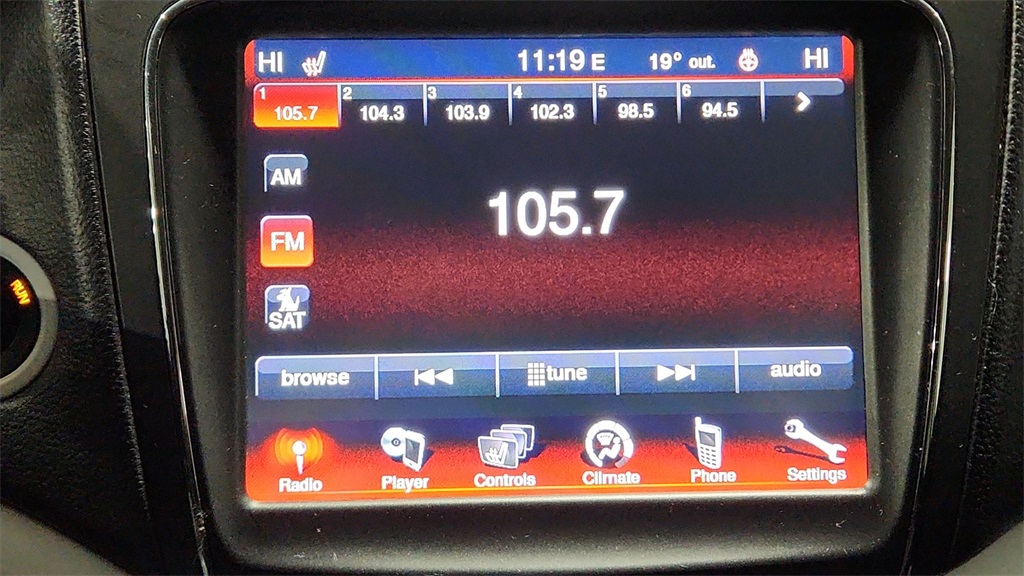 HI 11:19 E 19° out. HI
1 2 3 4 5 6
105.7 104.3 103.9 102.3 98.5 94.5
AM
105.7
FM
RUN
SAT
browse tune audio
Radio Player Controls Climate Phone Settings